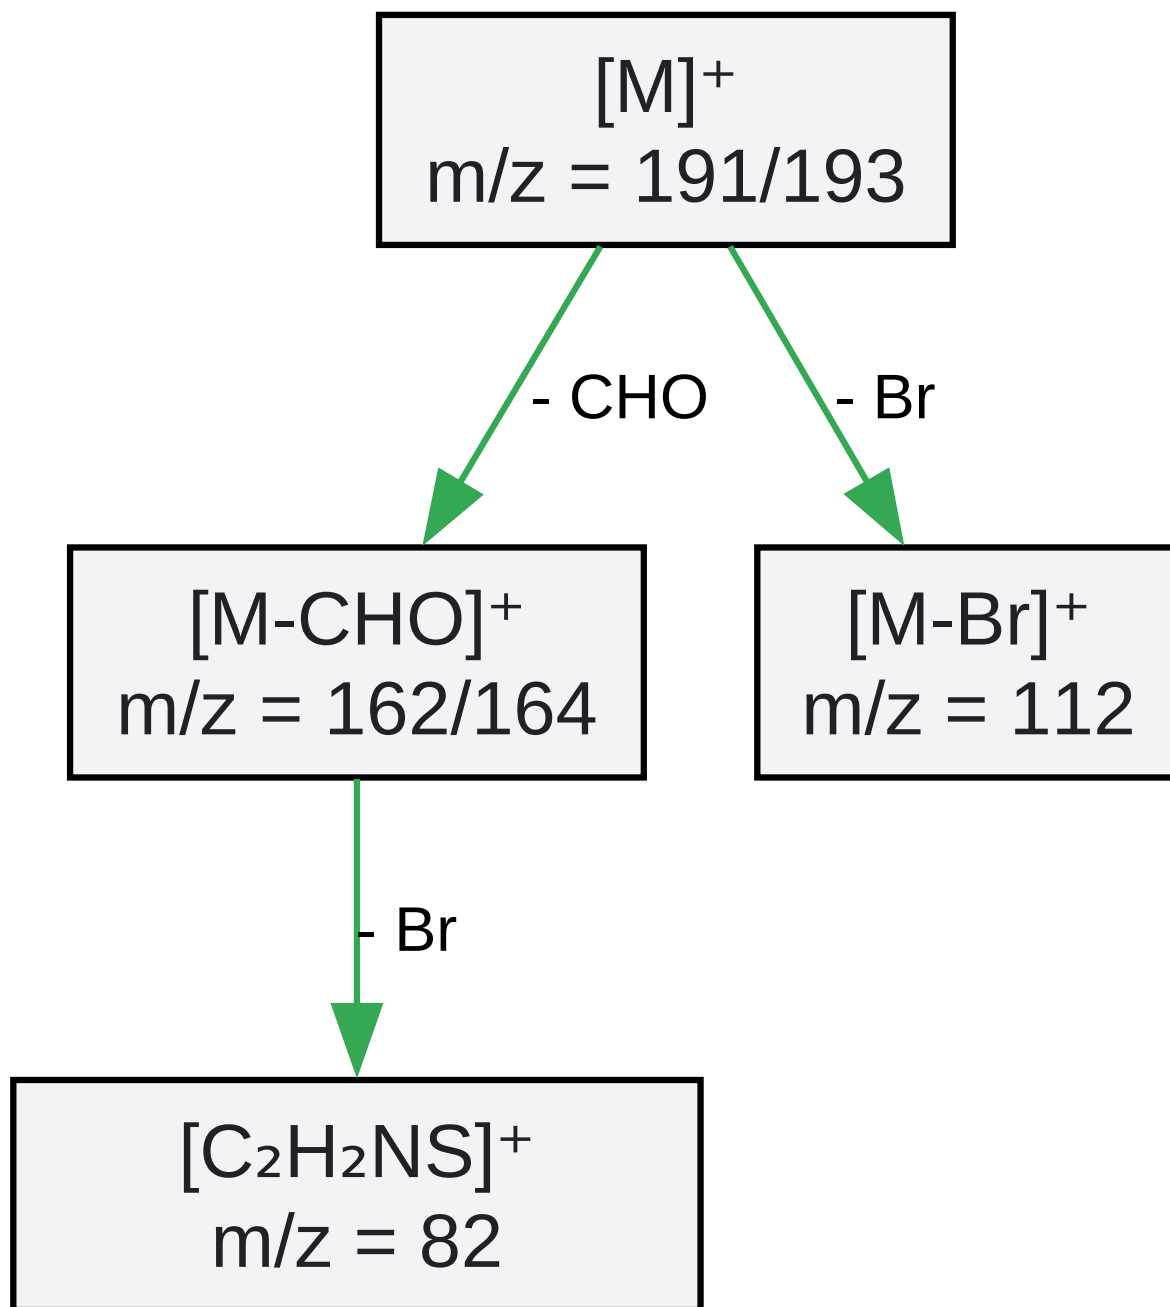 [M]⁺
m/z = 191/193
- CHO
- Br
[M-CHO]⁺
m/z = 162/164
[M-Br]⁺
m/z = 112
- Br
[C₂H₂NS]⁺
m/z = 82